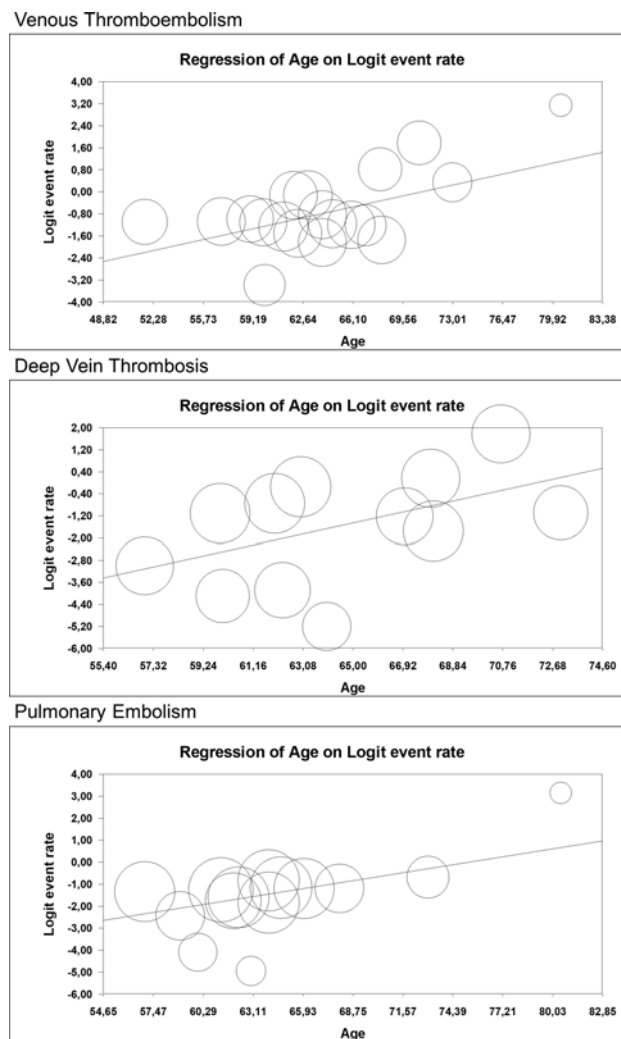 Venous Thromboembolism
Regression of Age on Logit event rate
Logit event rate
4,00
3,20
2,40
1,60
0,80
0,00
-0,80
-1,60
-2,40
-3,20
-4,00
48,82 52,28 55,73 59,19 62,64 66,10 69,56 73,01 76,47 79,92 83,38
Age
Deep Vein Thrombosis
Regression of Age on Logit event rate
Logit event rate
2,00
1,20
0,40
-0,40
-1,20
-2,00
-2,80
-3,60
-4,40
-5,20
-6,00
55,40 57,32 59,24 61,16 63,08 65,00 66,92 68,84 70,76 72,68 74,60
Age
Pulmonary Embolism
Regression of Age on Logit event rate
Logit event rate
4,00
3,00
2,00
1,00
0,00
-1,00
-2,00
-3,00
-4,00
-5,00
-6,00
54,65 57,47 60,29 63,11 65,93 68,75 71,57 74,39 77,21 80,03 82,85
Age